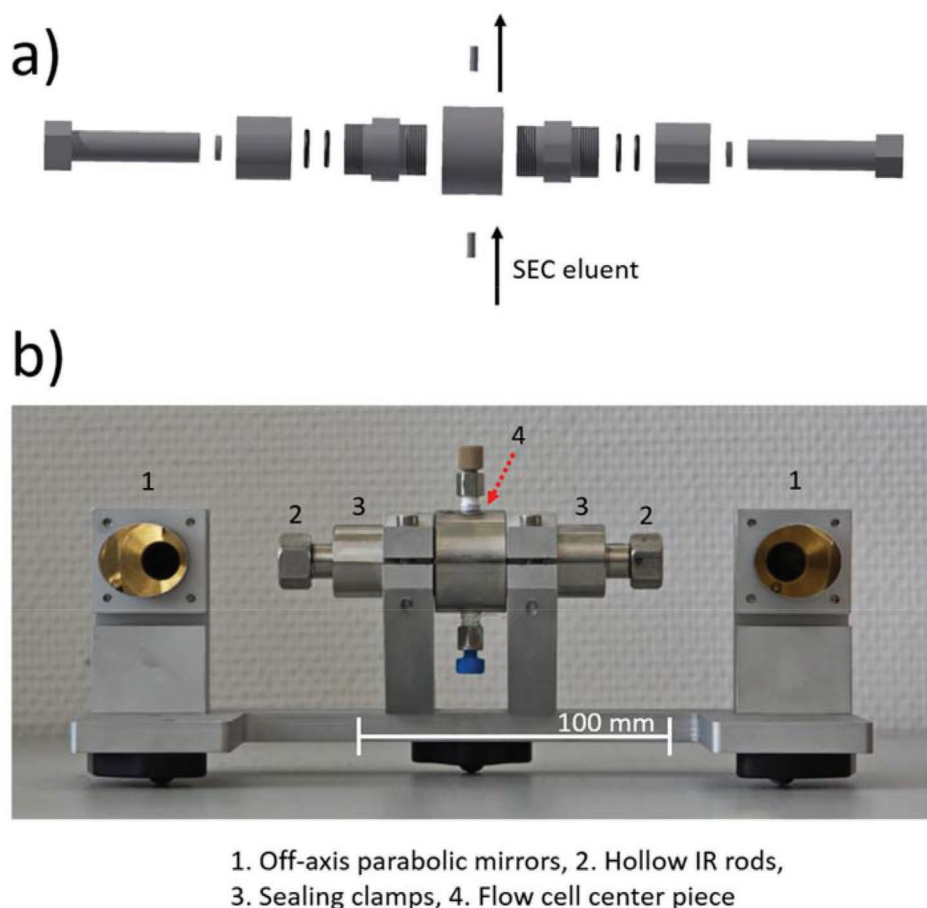 a)
SEC eluent
b)
4
1
1
3
3
2
2
100 mm
1. Off-axis parabolic mirrors, 2. Hollow IR rods,
3. Sealing clamps, 4. Flow cell center piece